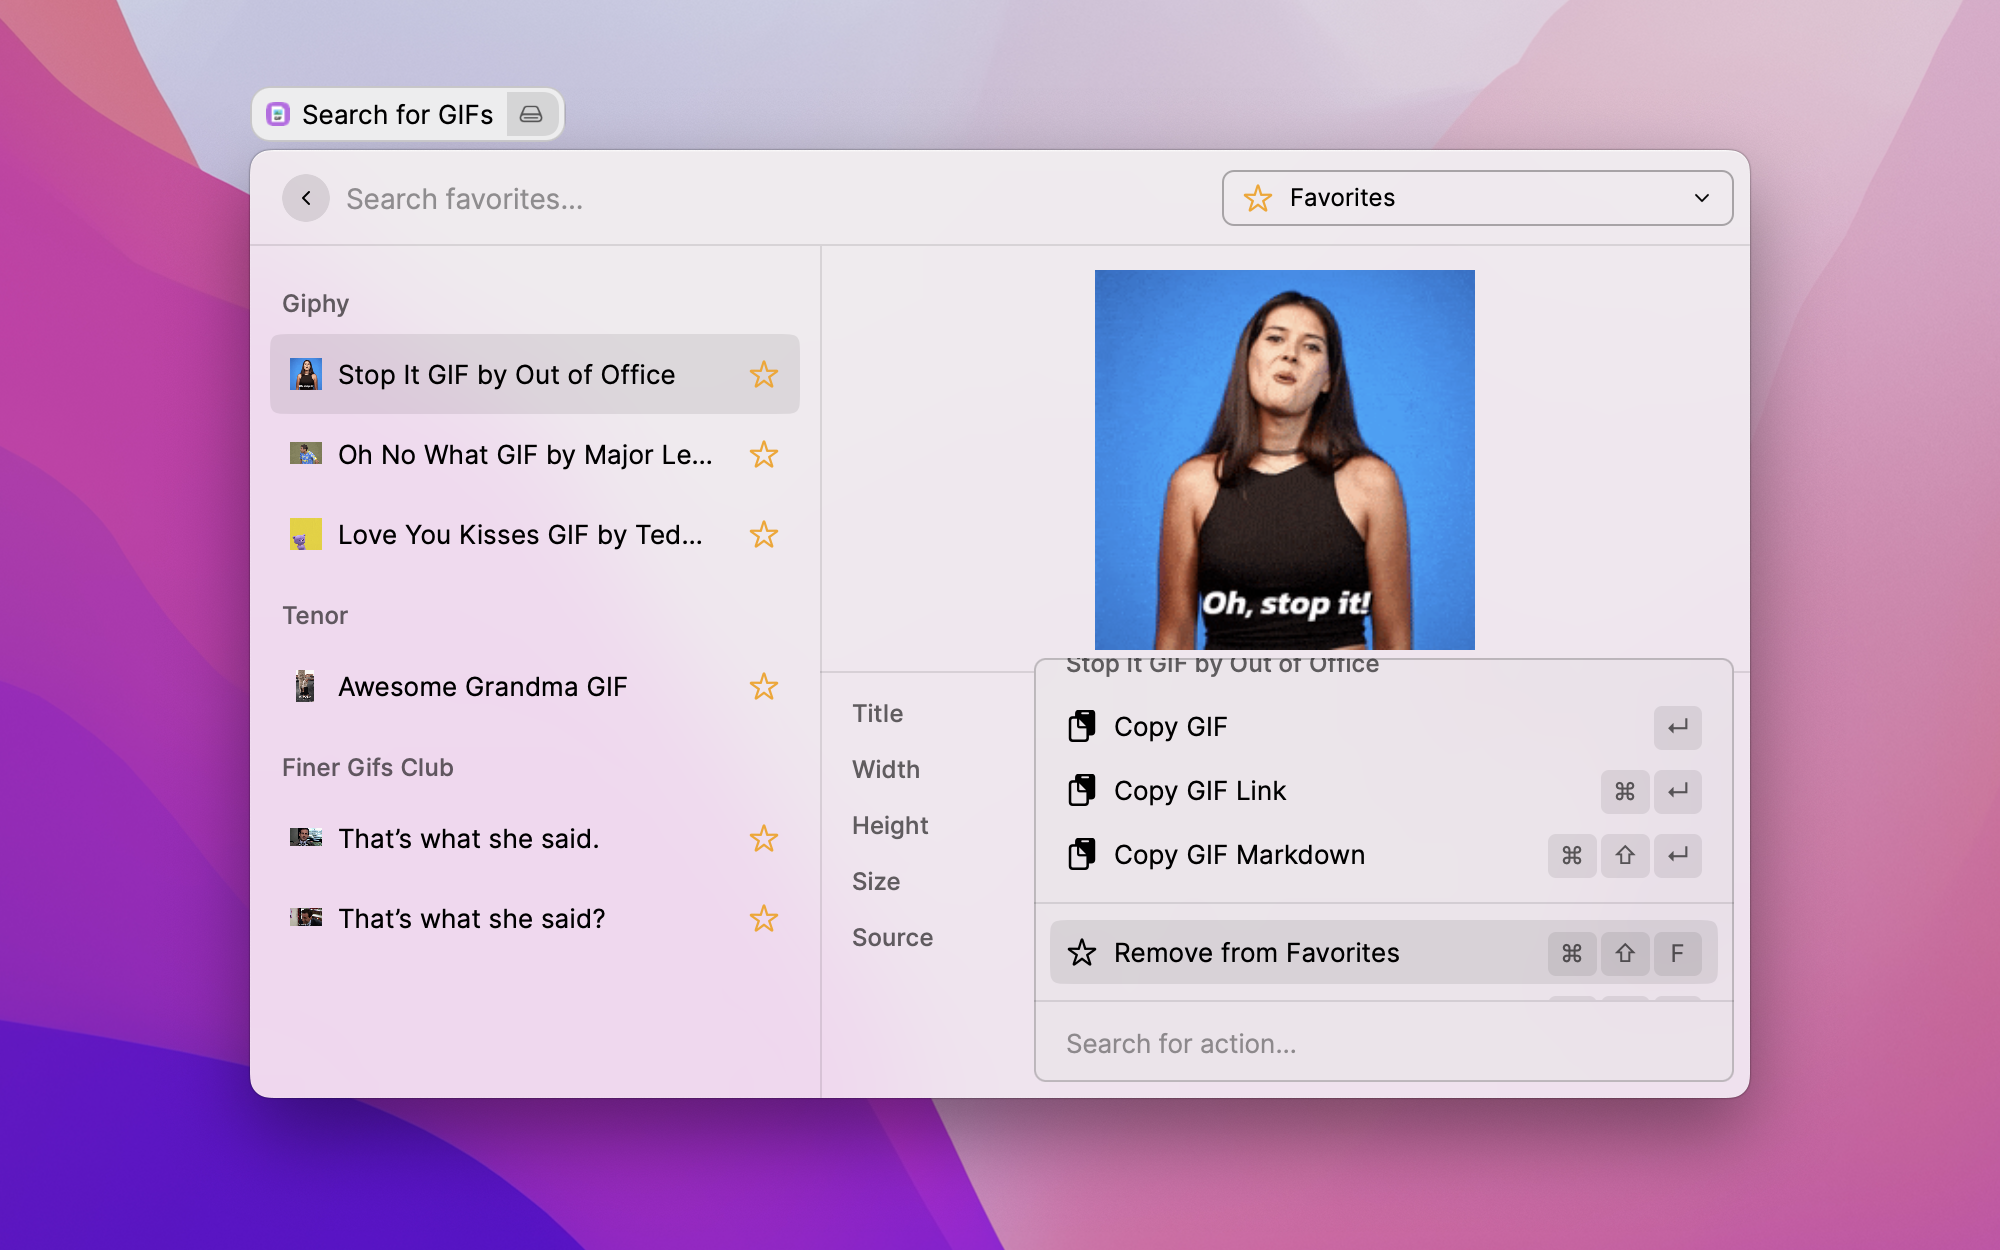 Search for GIFs
Search favorites...
Favorites
Giphy
Stop It GIF by Out of Office
Oh No What GIF by Major Le...
Love You Kisses GIF by Ted...
Tenor
Awesome Grandma GIF
Finer Gifs Club
That's what she said.
That's what she said?
Oh, stop it!
Title
Width
Height
Size
Source
Stop It GIF by Out of Office
Copy GIF ↵
Copy GIF Link ⌘ ↵
Copy GIF Markdown ⌘ ⇧ ↵
Remove from Favorites ⌘ ⇧ F
Search for action...